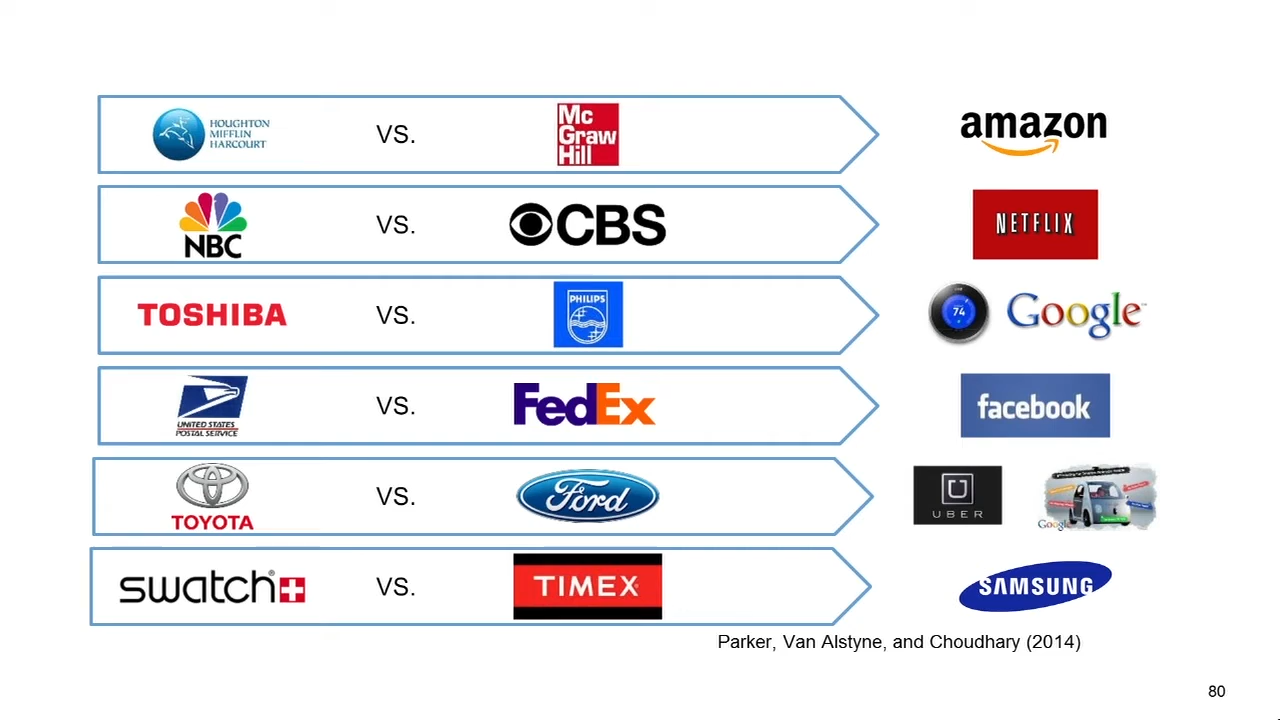 HOUGHTON
MIFFLIN
HARCOURT
VS.
Mc
Graw
Hill
amazon
NBC
VS.
CBS
NETFLIX
TOSHIBA
VS.
PHILIPS
74
Google™
UNITED STATES
POSTAL SERVICE
VS.
FedEx
facebook
TOYOTA
VS.
Ford
UBER
Google
swatch®
VS.
TIMEX
SAMSUNG
Parker, Van Alstyne, and Choudhary (2014)
80